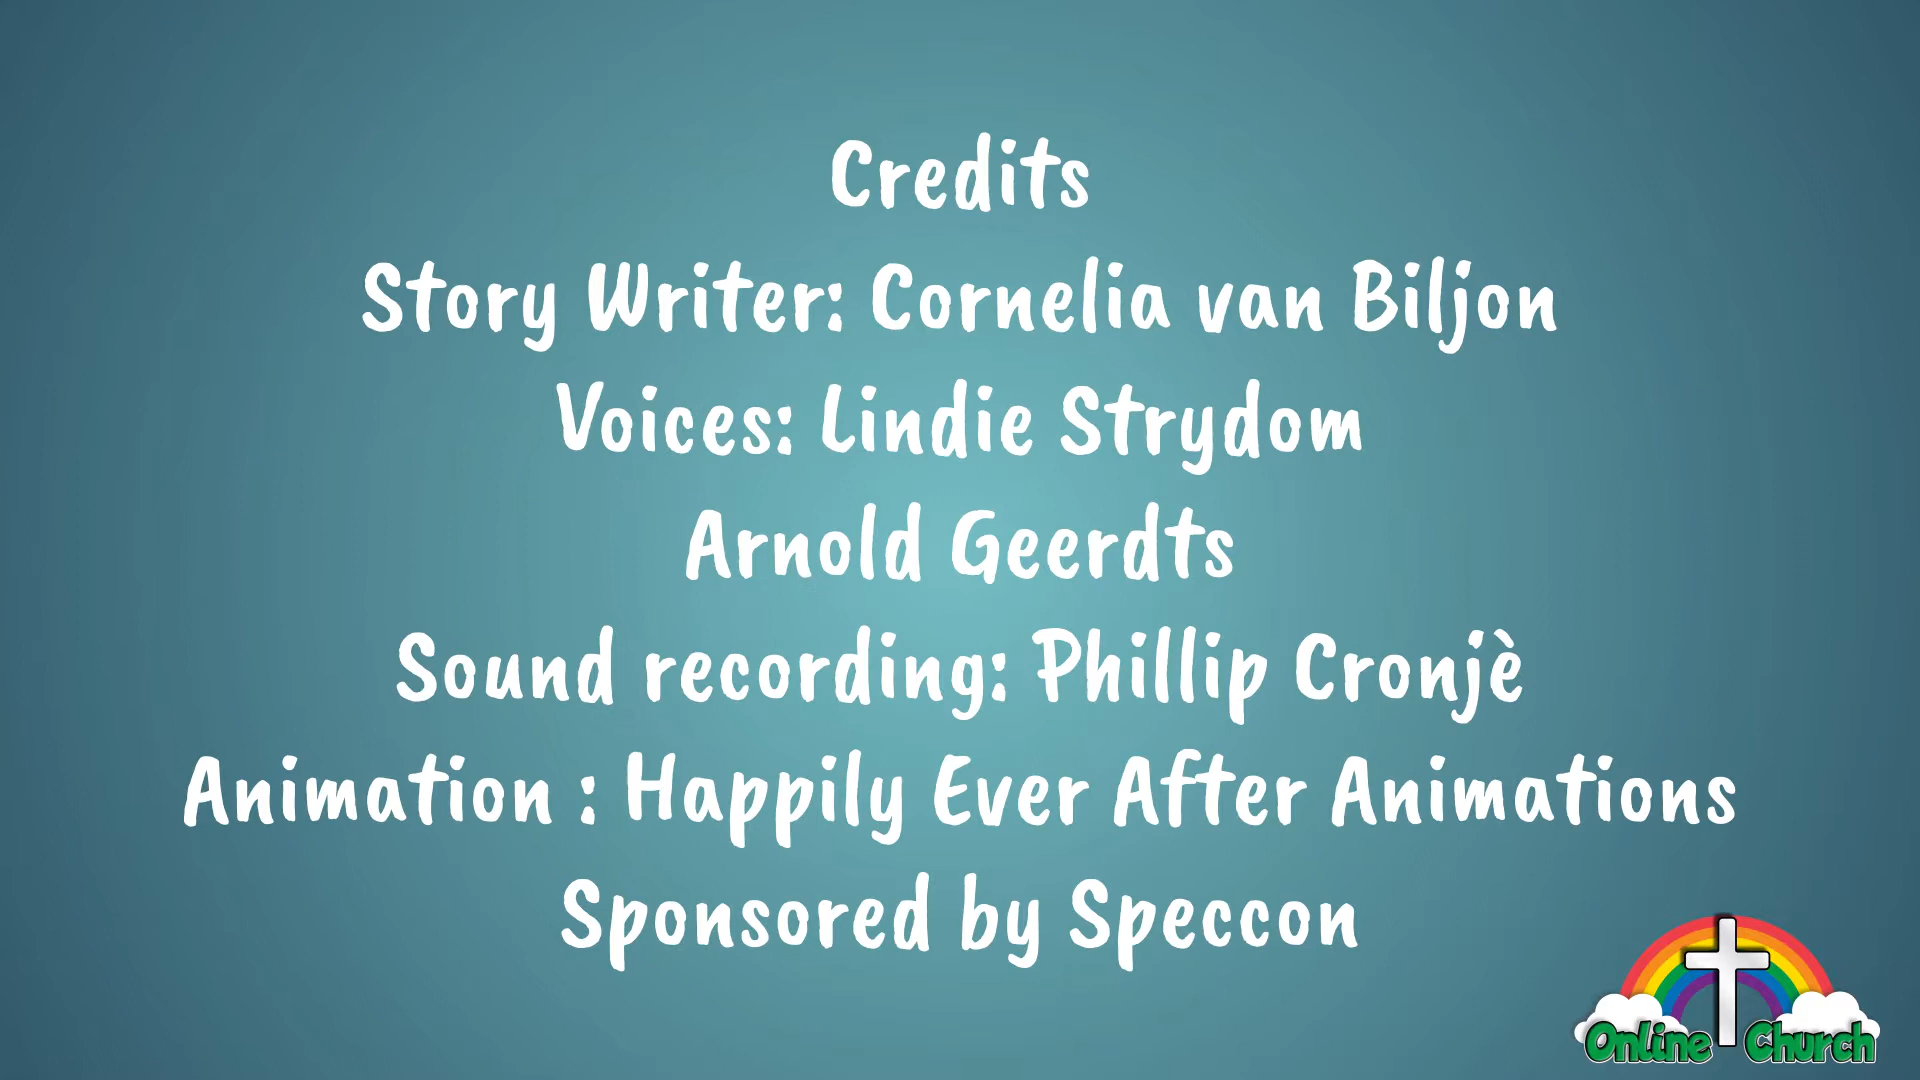 Credits
Story Writer: Cornelia van Biljon
Voices: Lindie Strydom
Arnold Geerdts
Sound recording: Phillip Cronjè
Animation : Happily Ever After Animations
Sponsored by Speccon
Online Church